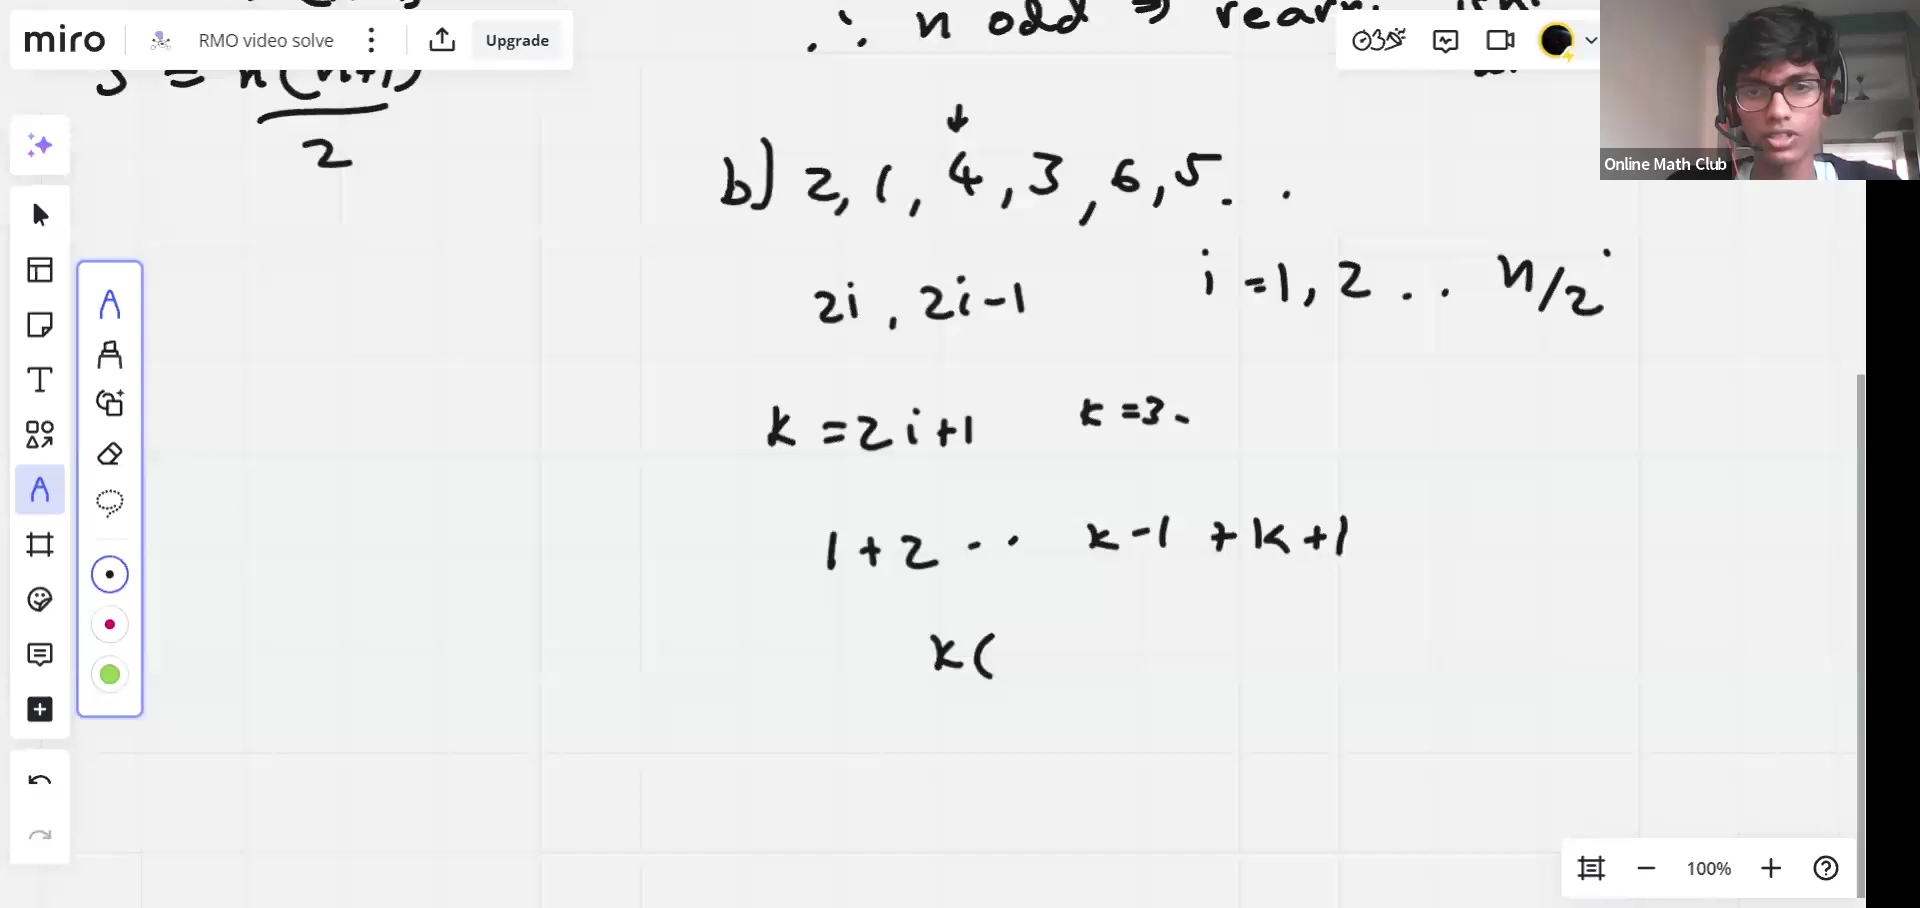 ∴ n odd ⇒
miro RMO video solve Upgrade
S = n(n+1)
2
Online Math Club
↓
b) 2, 1, 4, 3, 6, 5 . .
2i , 2i-1 i = 1, 2 . . n/2
k = 2i+1 k = 3
1 + 2 . . k-1 + k+1
k (
100%